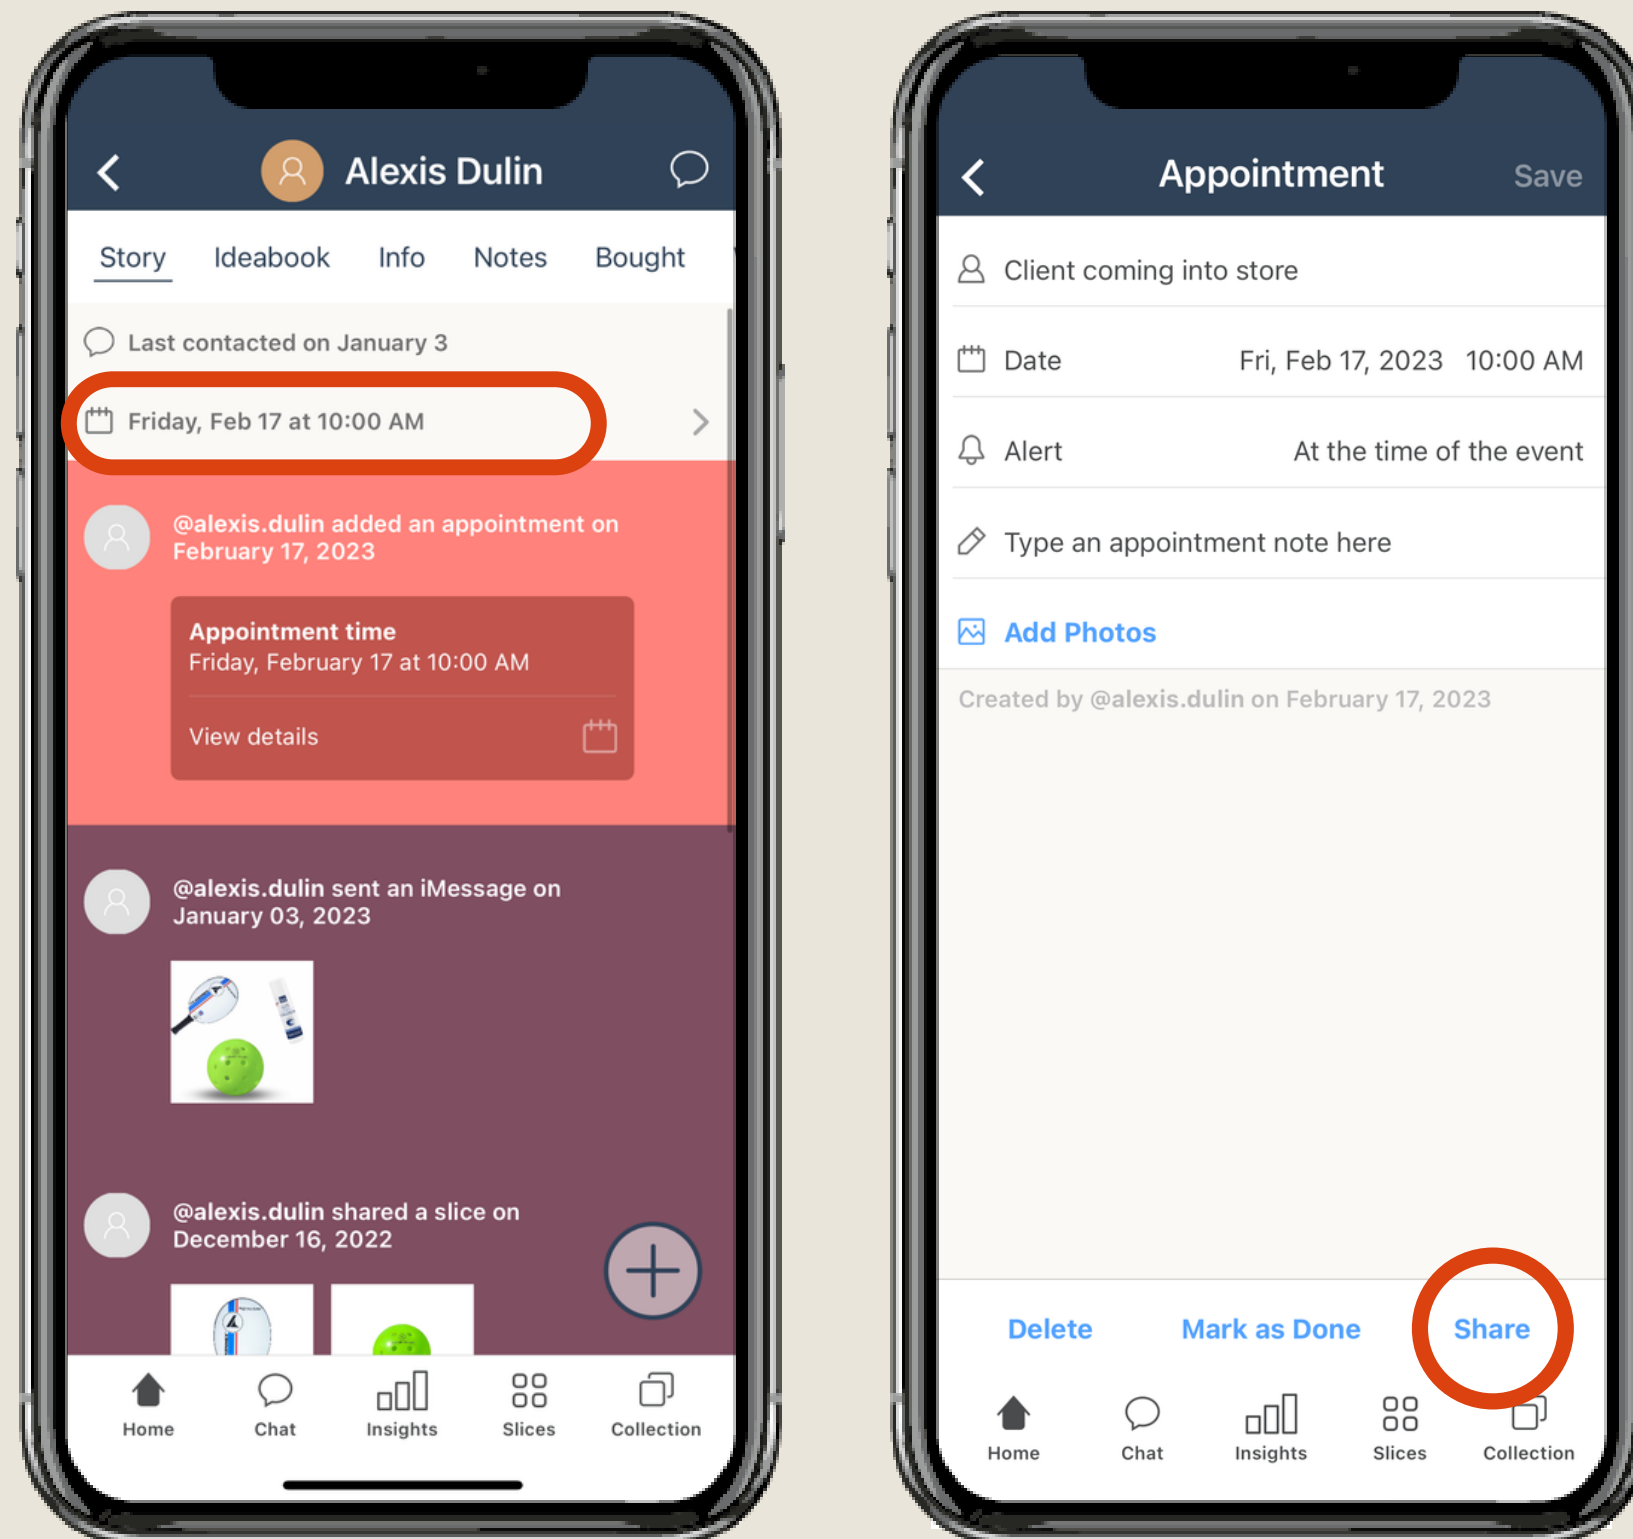 Alexis Dulin
Story Ideabook Info Notes Bought
Last contacted on January 3
Friday, Feb 17 at 10:00 AM
@alexis.dulin added an appointment on
February 17, 2023
Appointment time
Friday, February 17 at 10:00 AM
View details
@alexis.dulin sent an iMessage on
January 03, 2023
@alexis.dulin shared a slice on
December 16, 2022
Home Chat Insights Slices Collection
Appointment Save
Client coming into store
Date Fri, Feb 17, 2023 10:00 AM
Alert At the time of the event
Type an appointment note here
Add Photos
Created by @alexis.dulin on February 17, 2023
Delete Mark as Done Share
Home Chat Insights Slices Collection